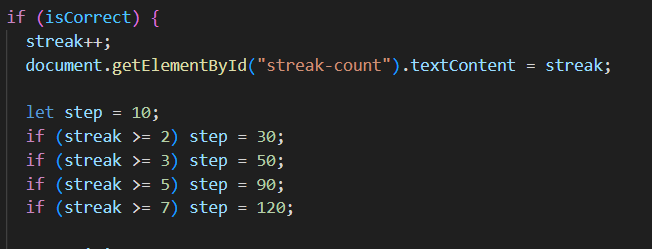 if (isCorrect) {
streak++;
document.getElementById("streak-count").textContent = streak;
let step = 10;
if (streak >= 2) step = 30;
if (streak >= 3) step = 50;
if (streak >= 5) step = 90;
if (streak >= 7) step = 120;